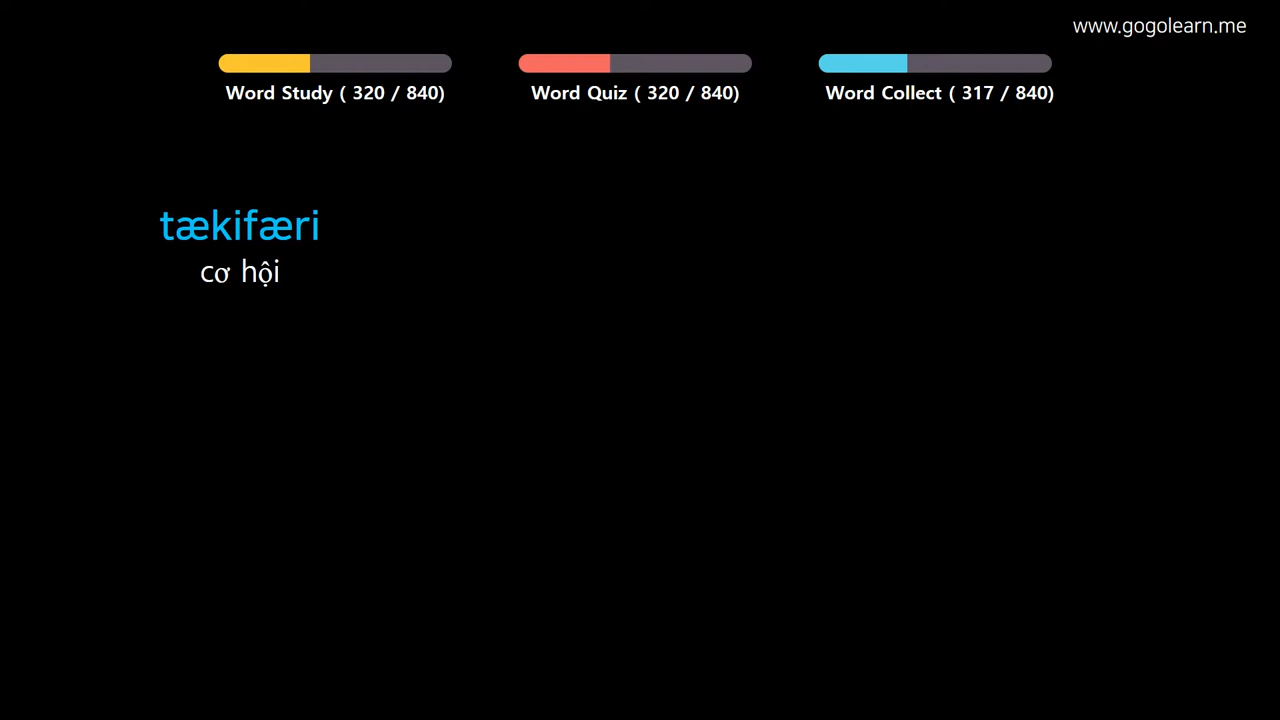 www.gogolearn.me
Word Study ( 320 / 840)
Word Quiz ( 320 / 840)
Word Collect ( 317 / 840)
tækifæri
cơ hội